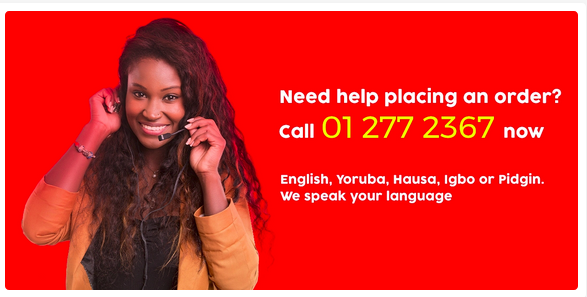 Need help placing an order?
Call 01 277 2367 now
English, Yoruba, Hausa, Igbo or Pidgin.
We speak your language